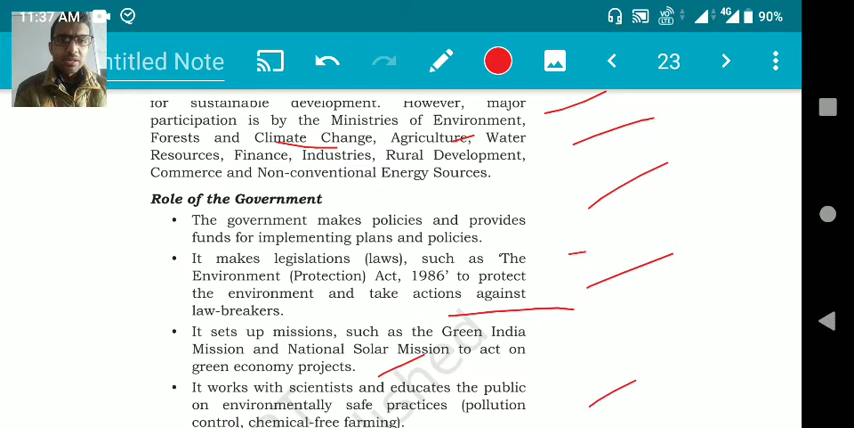 11:37 AM
4G
90%
VO
LTE
ntitled Note
23
for sustainable development. However, major
participation is by the Ministries of Environment,
Forests and Climate Change, Agriculture, Water
Resources, Finance, Industries, Rural Development,
Commerce and Non-conventional Energy Sources.
Role of the Government
• The government makes policies and provides
funds for implementing plans and policies.
• It makes legislations (laws), such as ‘The
Environment (Protection) Act, 1986’ to protect
the environment and take actions against
law-breakers.
• It sets up missions, such as the Green India
Mission and National Solar Mission to act on
green economy projects.
• It works with scientists and educates the public
on environmentally safe practices (pollution
control, chemical-free farming).